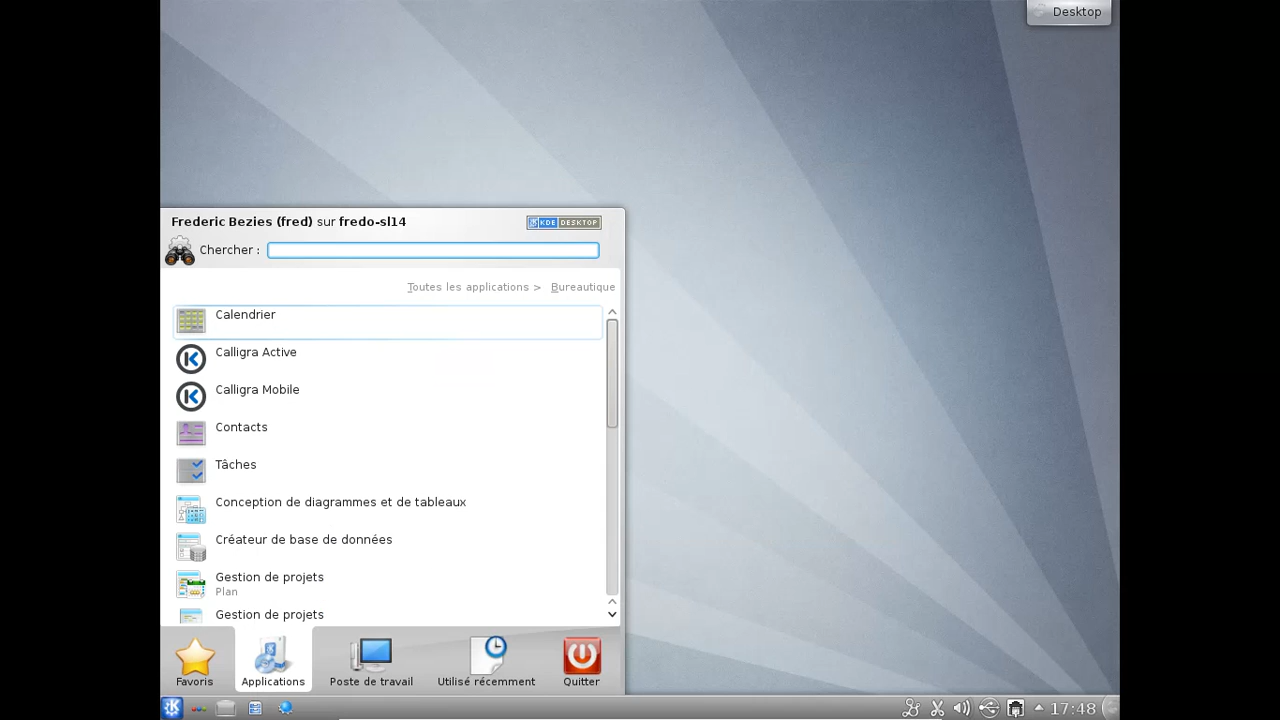 Desktop
Frederic Bezies (fred) sur fredo-sl14
KDE DESKTOP
Chercher :
Toutes les applications > Bureautique
Calendrier
Calligra Active
Calligra Mobile
Contacts
Tâches
Conception de diagrammes et de tableaux
Créateur de base de données
Gestion de projets
Plan
Gestion de projets
Favoris
Applications
Poste de travail
Utilisé récemment
Quitter
17:48